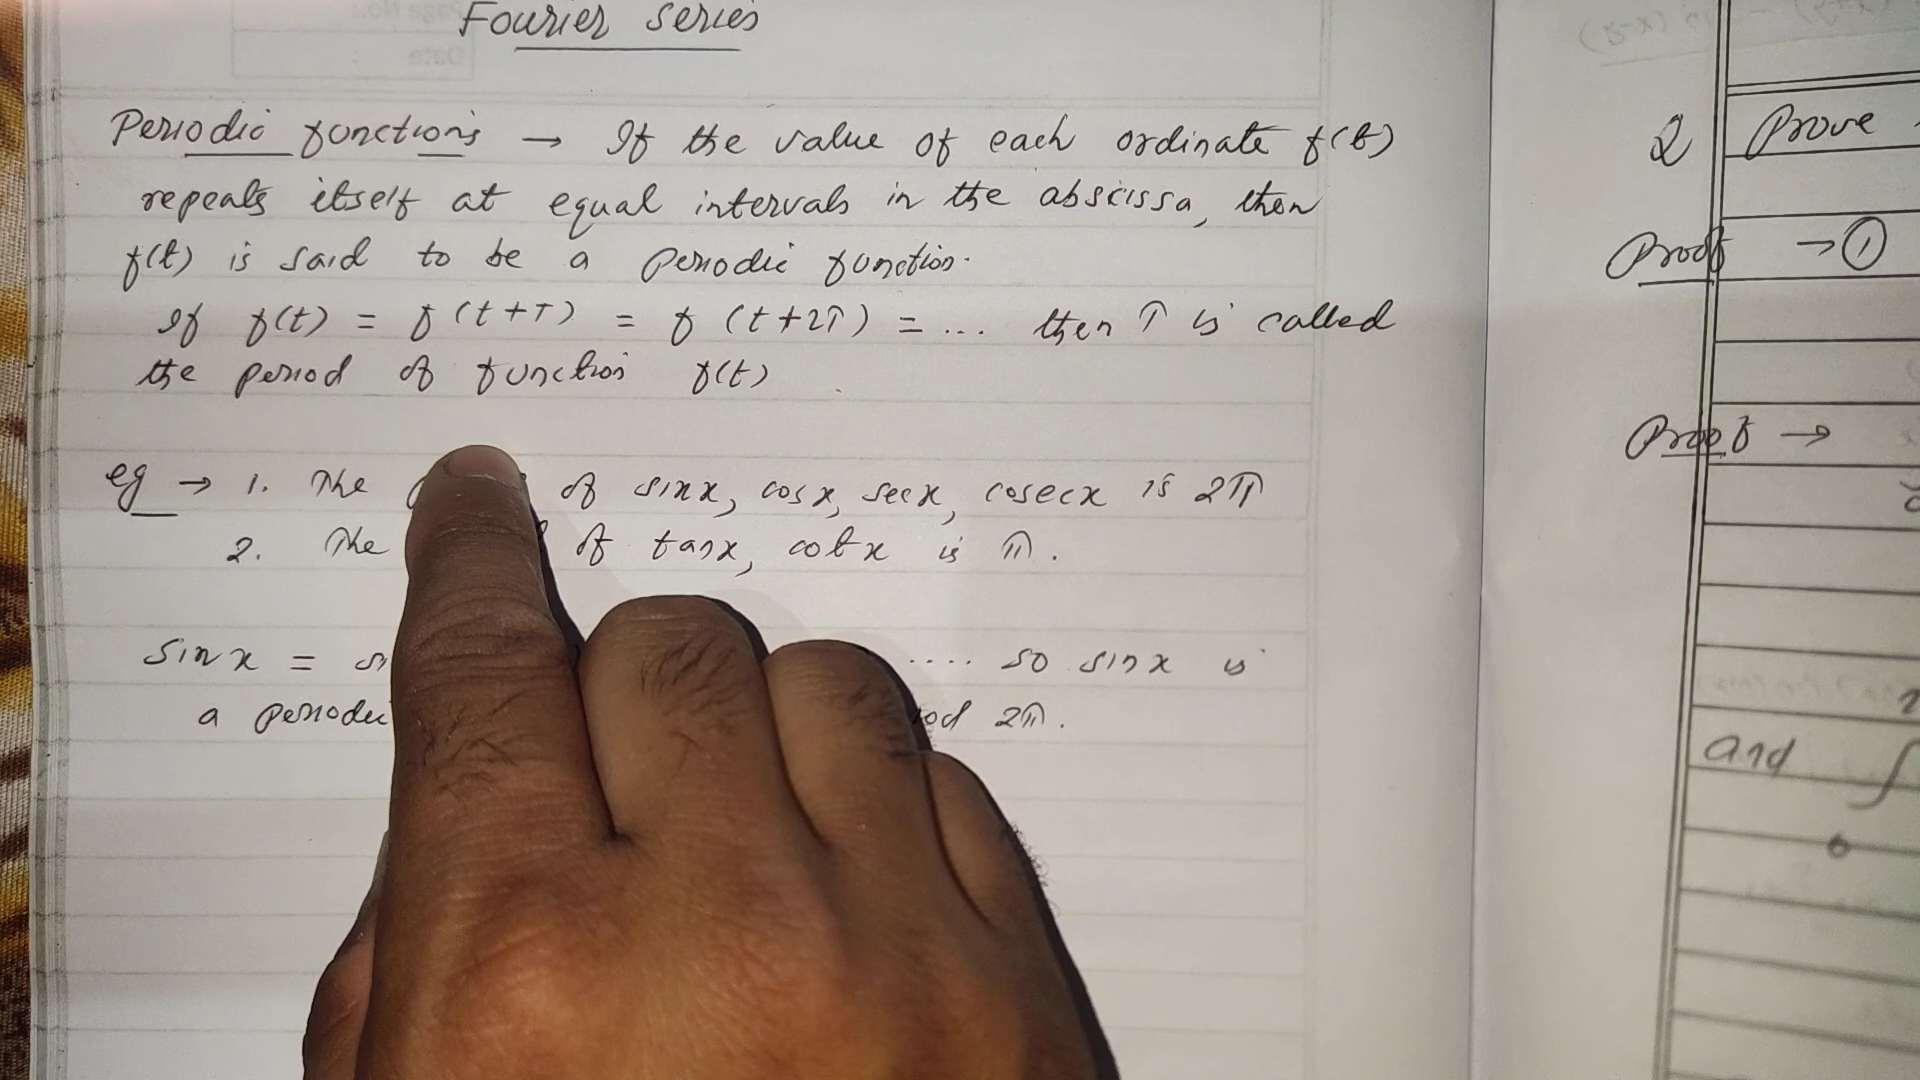 Fourier Series
Periodic functions → If the value of each ordinate f(t)
repeats itself at equal intervals in the abscissa, then
f(t) is said to be a periodic function.
If f(t) = f(t+T) = f(t+2T) = ... then T is called
the period of function f(t)
eg → 1. The of sinx, cosx, secx, cosecx is 2π
2. The of tanx, cotx is π.
sinx = .... so sinx is
a 2π.
2 Prove
Proof → ①
Proof →
and ∫